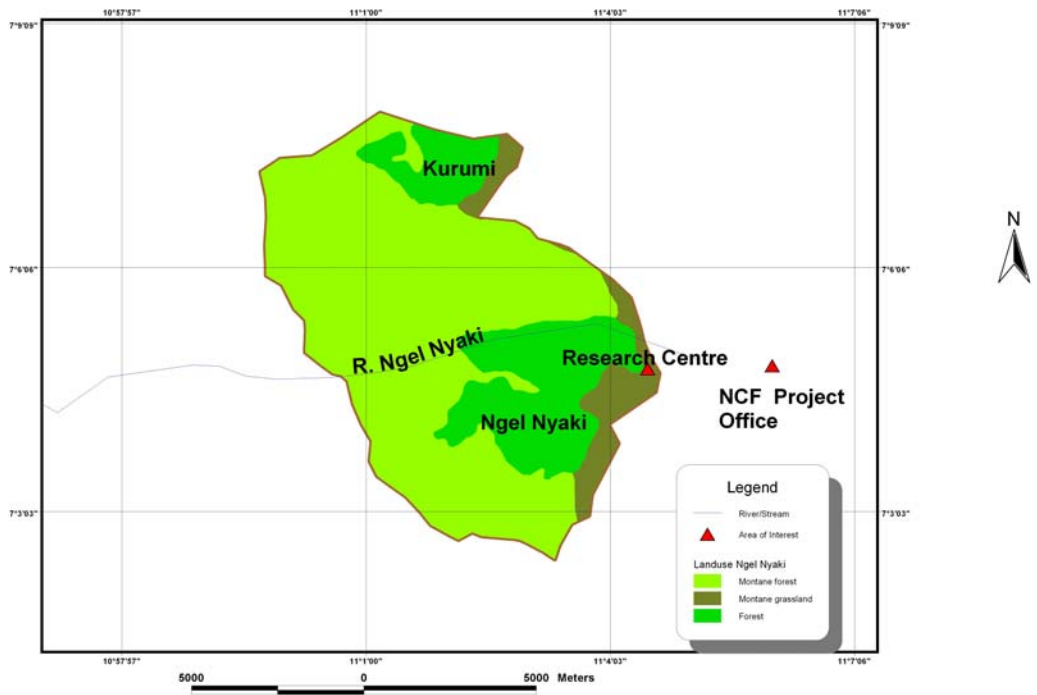 10°57'57"
11°1'00"
11°4'03"
11°7'06"
7°9'09"
7°9'09"
Kurumi
N
7°6'06"
7°6'06"
R. Ngel Nyaki
Research Centre
NCF Project
Office
Ngel Nyaki
Legend
River/Stream
Area of Interest
Landuse Ngel Nyaki
Montane forest
Montane grassland
Forest
7°3'03"
7°3'03"
10°57'57"
11°1'00"
11°4'03"
11°7'06"
5000 0 5000 Meters